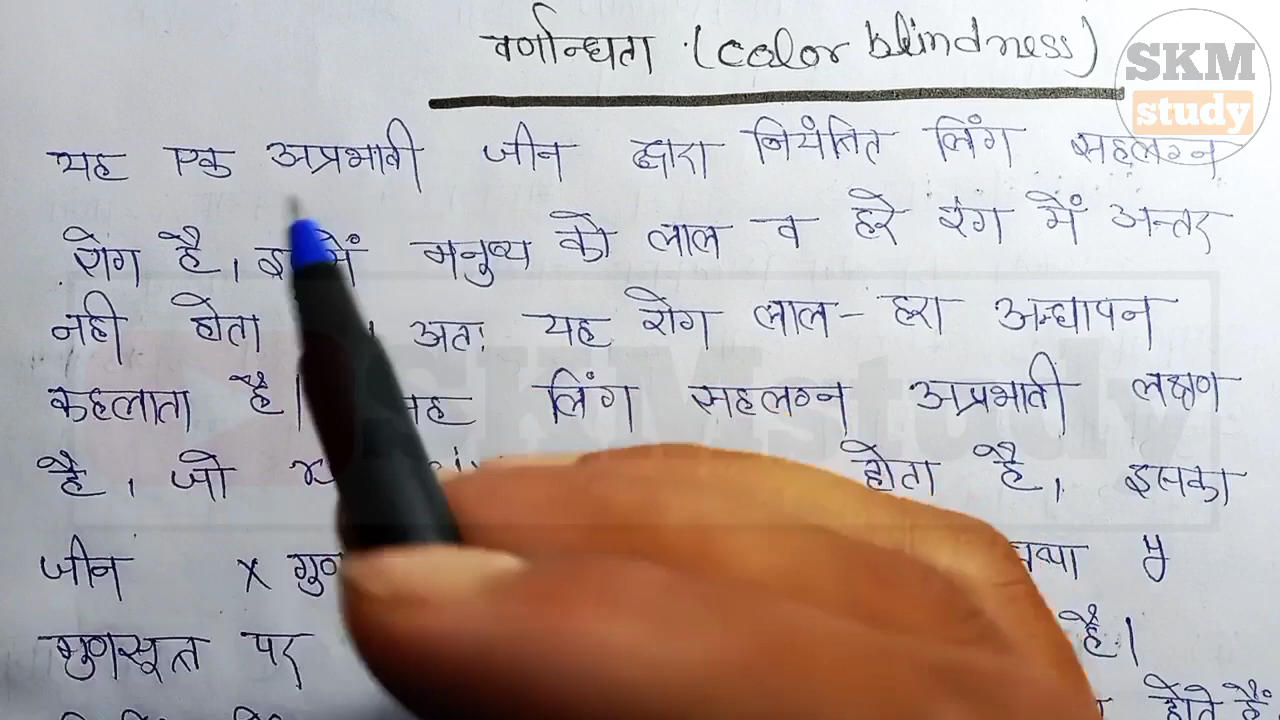 वर्णान्धता (color blindness)
SKM
study
यह एक अप्रभावी जीन द्वारा नियंत्रित लिंग सहलग्न
रोग है। में मनुष्य को लाल व हरे रंग में अन्तर
नही होता अतः यह रोग लाल - हरा अन्धापन
कहलाता है। लिंग सहलग्न अप्रभावी लक्षण
है, जो होता है, इसका
जीन X y
गुणसूत्र पर है।
होते हैं
SKMstudy